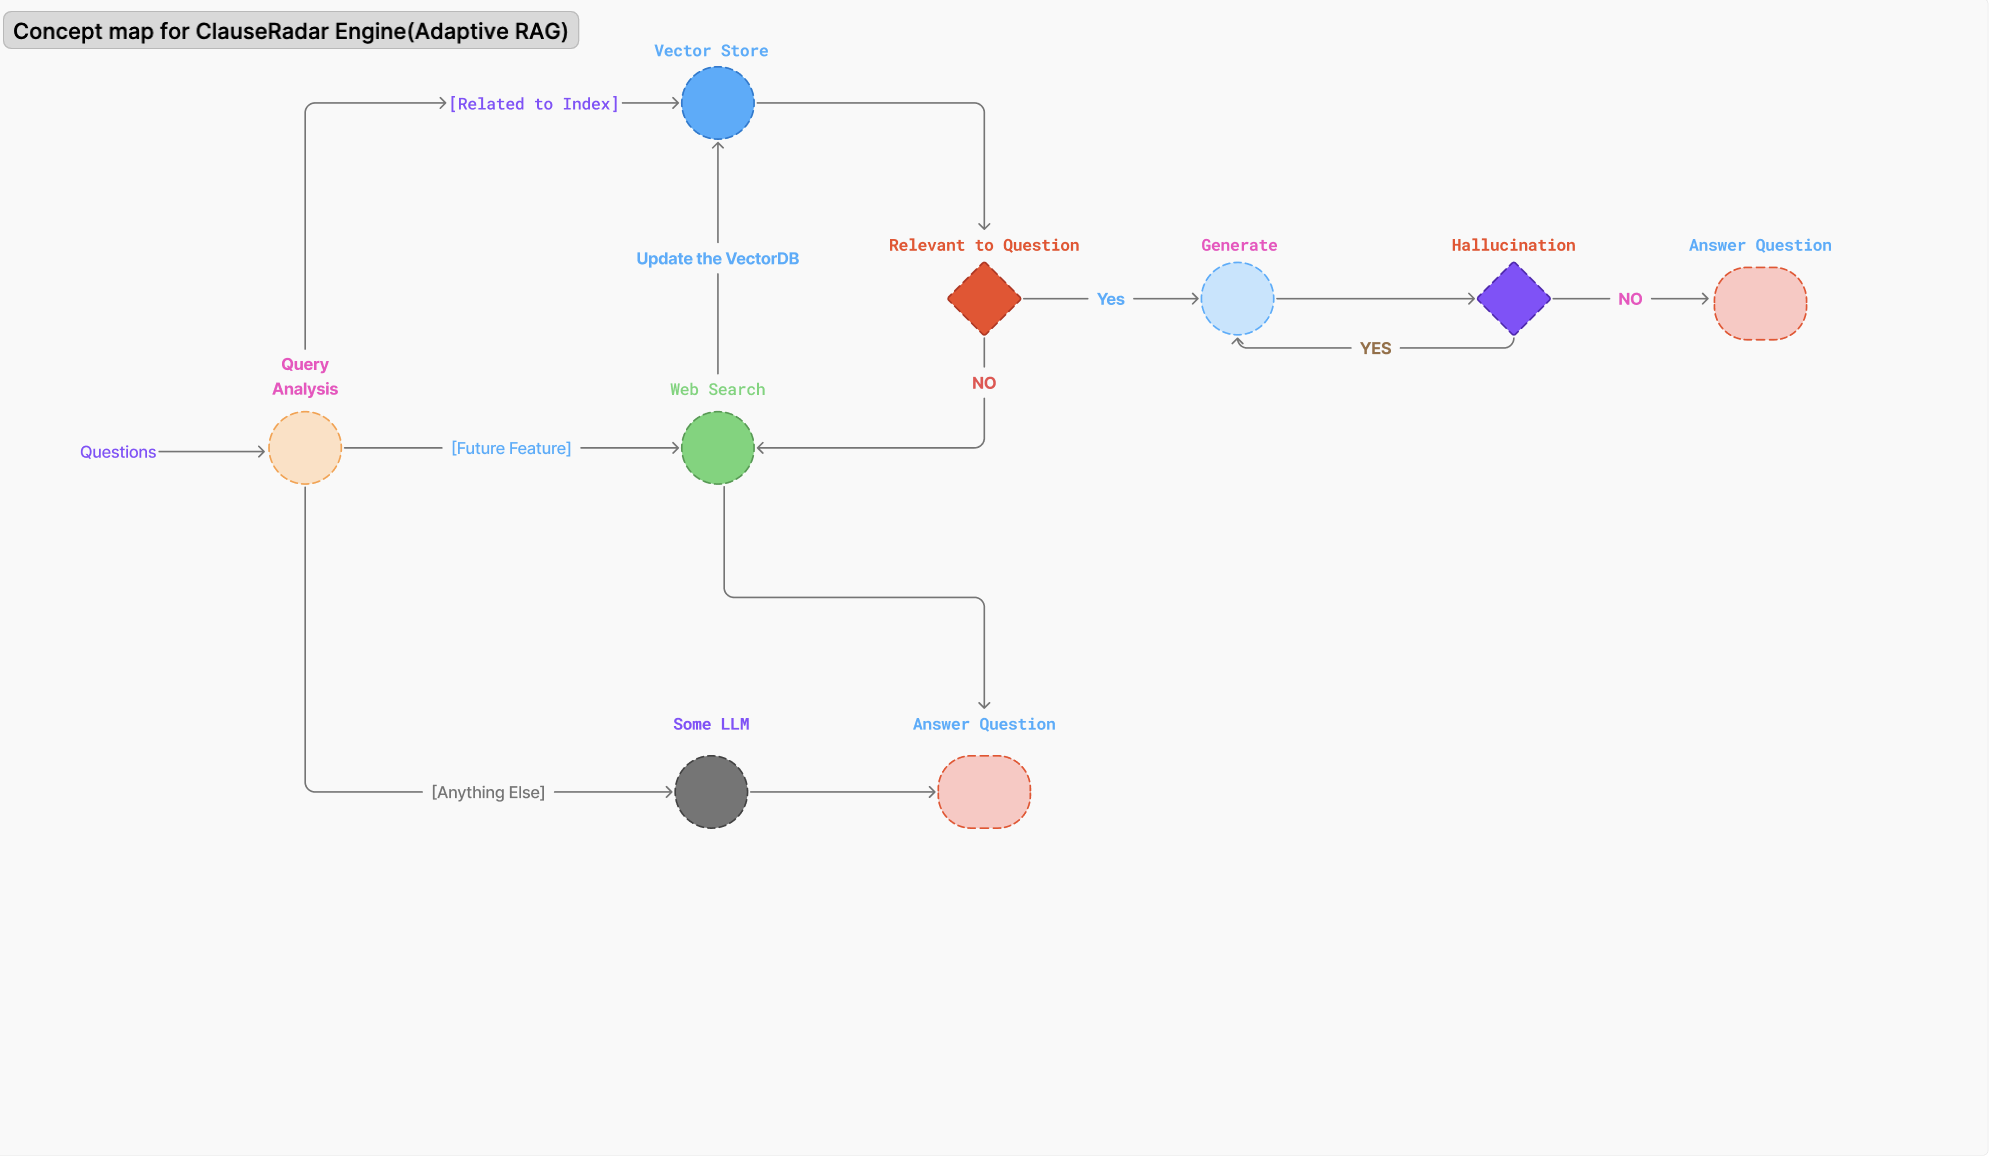 Concept map for ClauseRadar Engine(Adaptive RAG)
Vector Store
[Related to Index]
Update the VectorDB
Relevant to Question
Generate
Hallucination
Answer Question
Yes
NO
YES
NO
Query
Analysis
Web Search
Questions
[Future Feature]
Some LLM
Answer Question
[Anything Else]